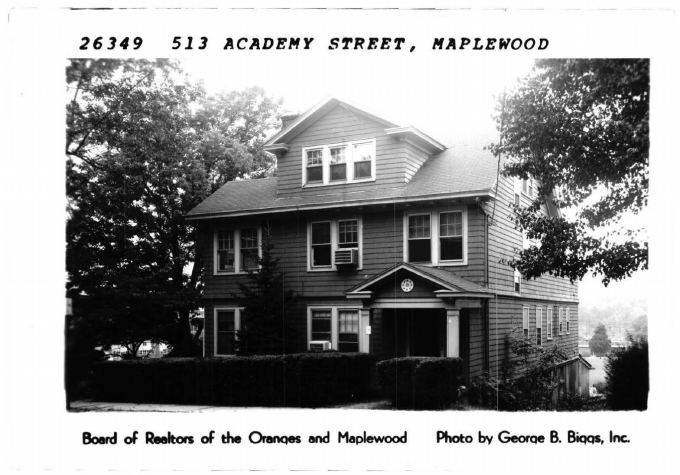 26349 513 ACADEMY STREET, MAPLEWOOD
Board of Realtors of the Oranges and Maplewood Photo by George B. Biggs, Inc.